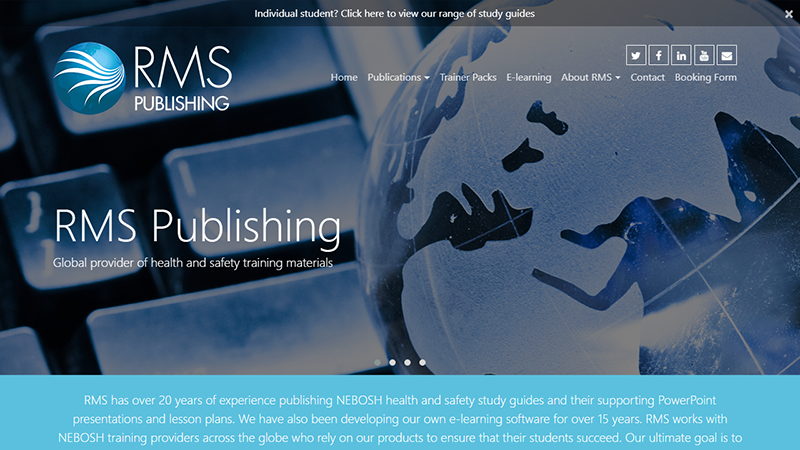 Individual student? Click here to view our range of study guides
RMS
PUBLISHING
Home Publications Trainer Packs E-learning About RMS Contact Booking Form
RMS Publishing
Global provider of health and safety training materials
RMS has over 20 years of experience publishing NEBOSH health and safety study guides and their supporting PowerPoint
presentations and lesson plans. We have also been developing our own e-learning software for over 15 years. RMS works with
NEBOSH training providers across the globe who rely on our products to ensure that their students succeed. Our ultimate goal is to